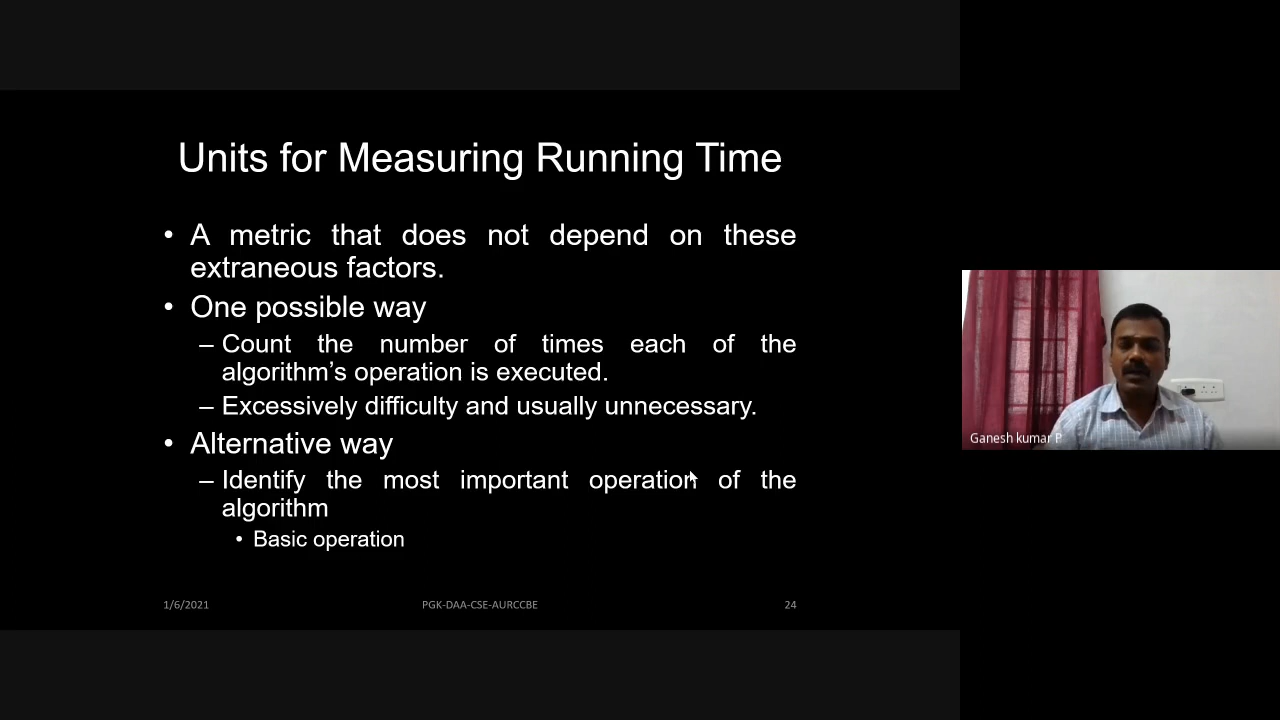 Units for Measuring Running Time
• A metric that does not depend on these
extraneous factors.
• One possible way
– Count the number of times each of the
algorithm’s operation is executed.
– Excessively difficulty and usually unnecessary.
• Alternative way
– Identify the most important operation of the
algorithm
• Basic operation
1/6/2021 PGK-DAA-CSE-AURCCBE 24
Ganesh kumar P